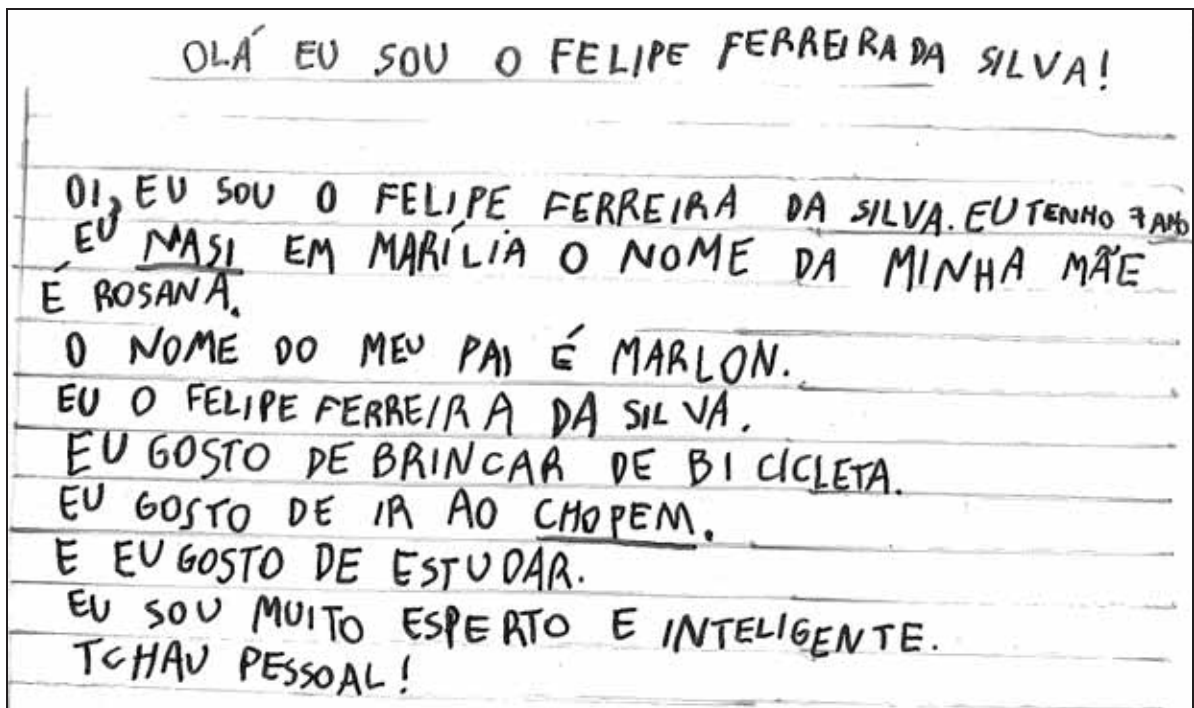 OLÁ EU SOU O FELIPE FERREIRA DA SILVA!
OI, EU SOU O FELIPE FERREIRA DA SILVA. EU TENHO 7 ANO
EU NASI EM MARÍLIA O NOME DA MINHA MÃE
É ROSANA.
O NOME DO MEU PAI É MARLON.
EU O FELIPE FERREIRA DA SILVA.
EU GOSTO DE BRINCAR DE BICICLETA.
EU GOSTO DE IR AO CHOPEM.
E EU GOSTO DE ESTUDAR.
EU SOU MUITO ESPERTO E INTELIGENTE.
TCHAU PESSOAL!